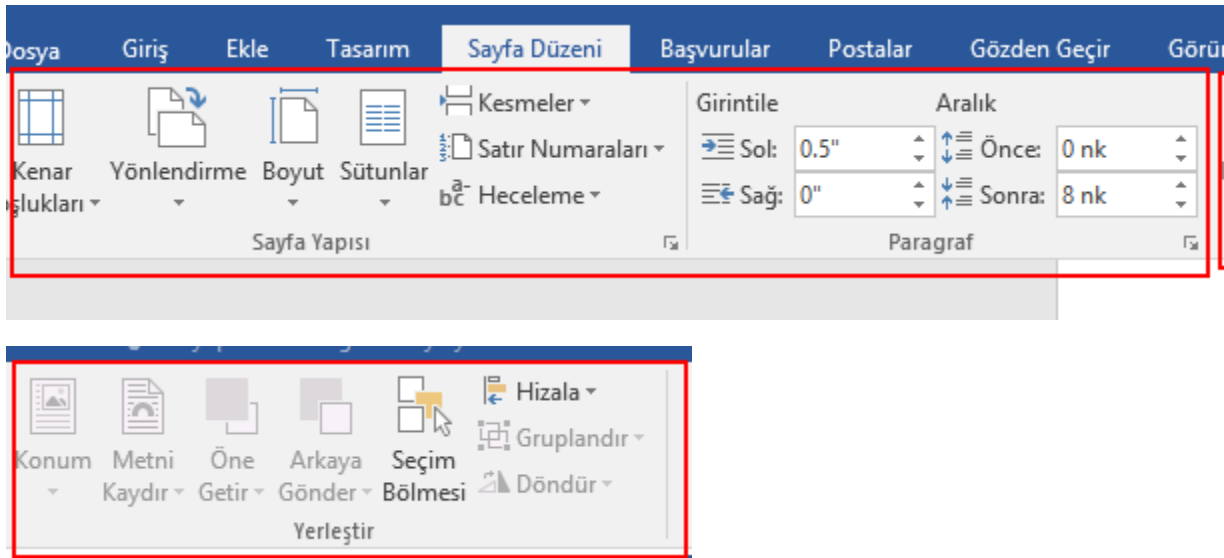 Dosya Giriş Ekle Tasarım Sayfa Düzeni Başvurular Postalar Gözden Geçir Görün
Kenar
oşlukları
Yönlendirme
Boyut
Sütunlar
Kesmeler
Satır Numaraları
Heceleme
Sayfa Yapısı
Girintile
Sol: 0.5"
Sağ: 0"
Aralık
Önce: 0 nk
Sonra: 8 nk
Paragraf
Konum
Metni
Kaydır
Öne
Getir
Arkaya
Gönder
Seçim
Bölmesi
Hizala
Gruplandır
Döndür
Yerleştir